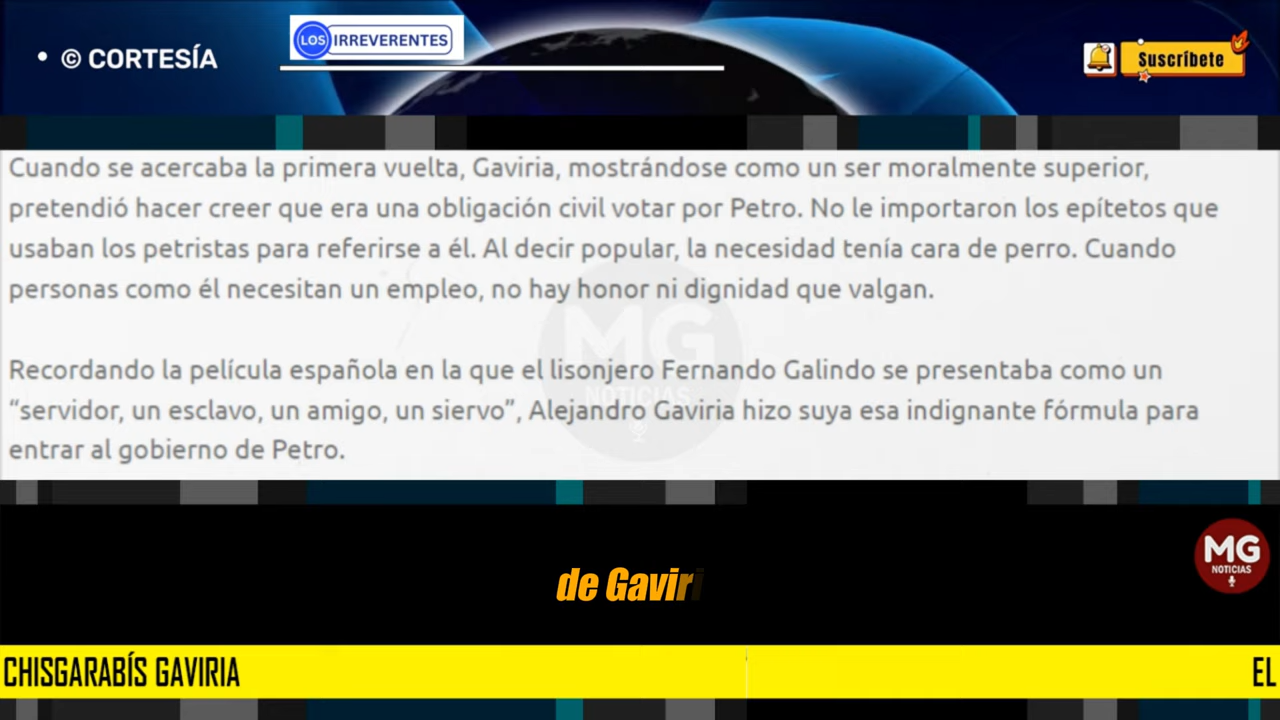 • © CORTESÍA
LOS IRREVERENTES
Suscríbete
Cuando se acercaba la primera vuelta, Gaviria, mostrándose como un ser moralmente superior,
pretendió hacer creer que era una obligación civil votar por Petro. No le importaron los epítetos que
usaban los petristas para referirse a él. Al decir popular, la necesidad tenía cara de perro. Cuando
personas como él necesitan un empleo, no hay honor ni dignidad que valgan.
Recordando la película española en la que el lisonjero Fernando Galindo se presentaba como un
“servidor, un esclavo, un amigo, un siervo”, Alejandro Gaviria hizo suya esa indignante fórmula para
entrar al gobierno de Petro.
MG
NOTICIAS
MG
NOTICIAS
de Gaviri
CHISGARABÍS GAVIRIA
EL